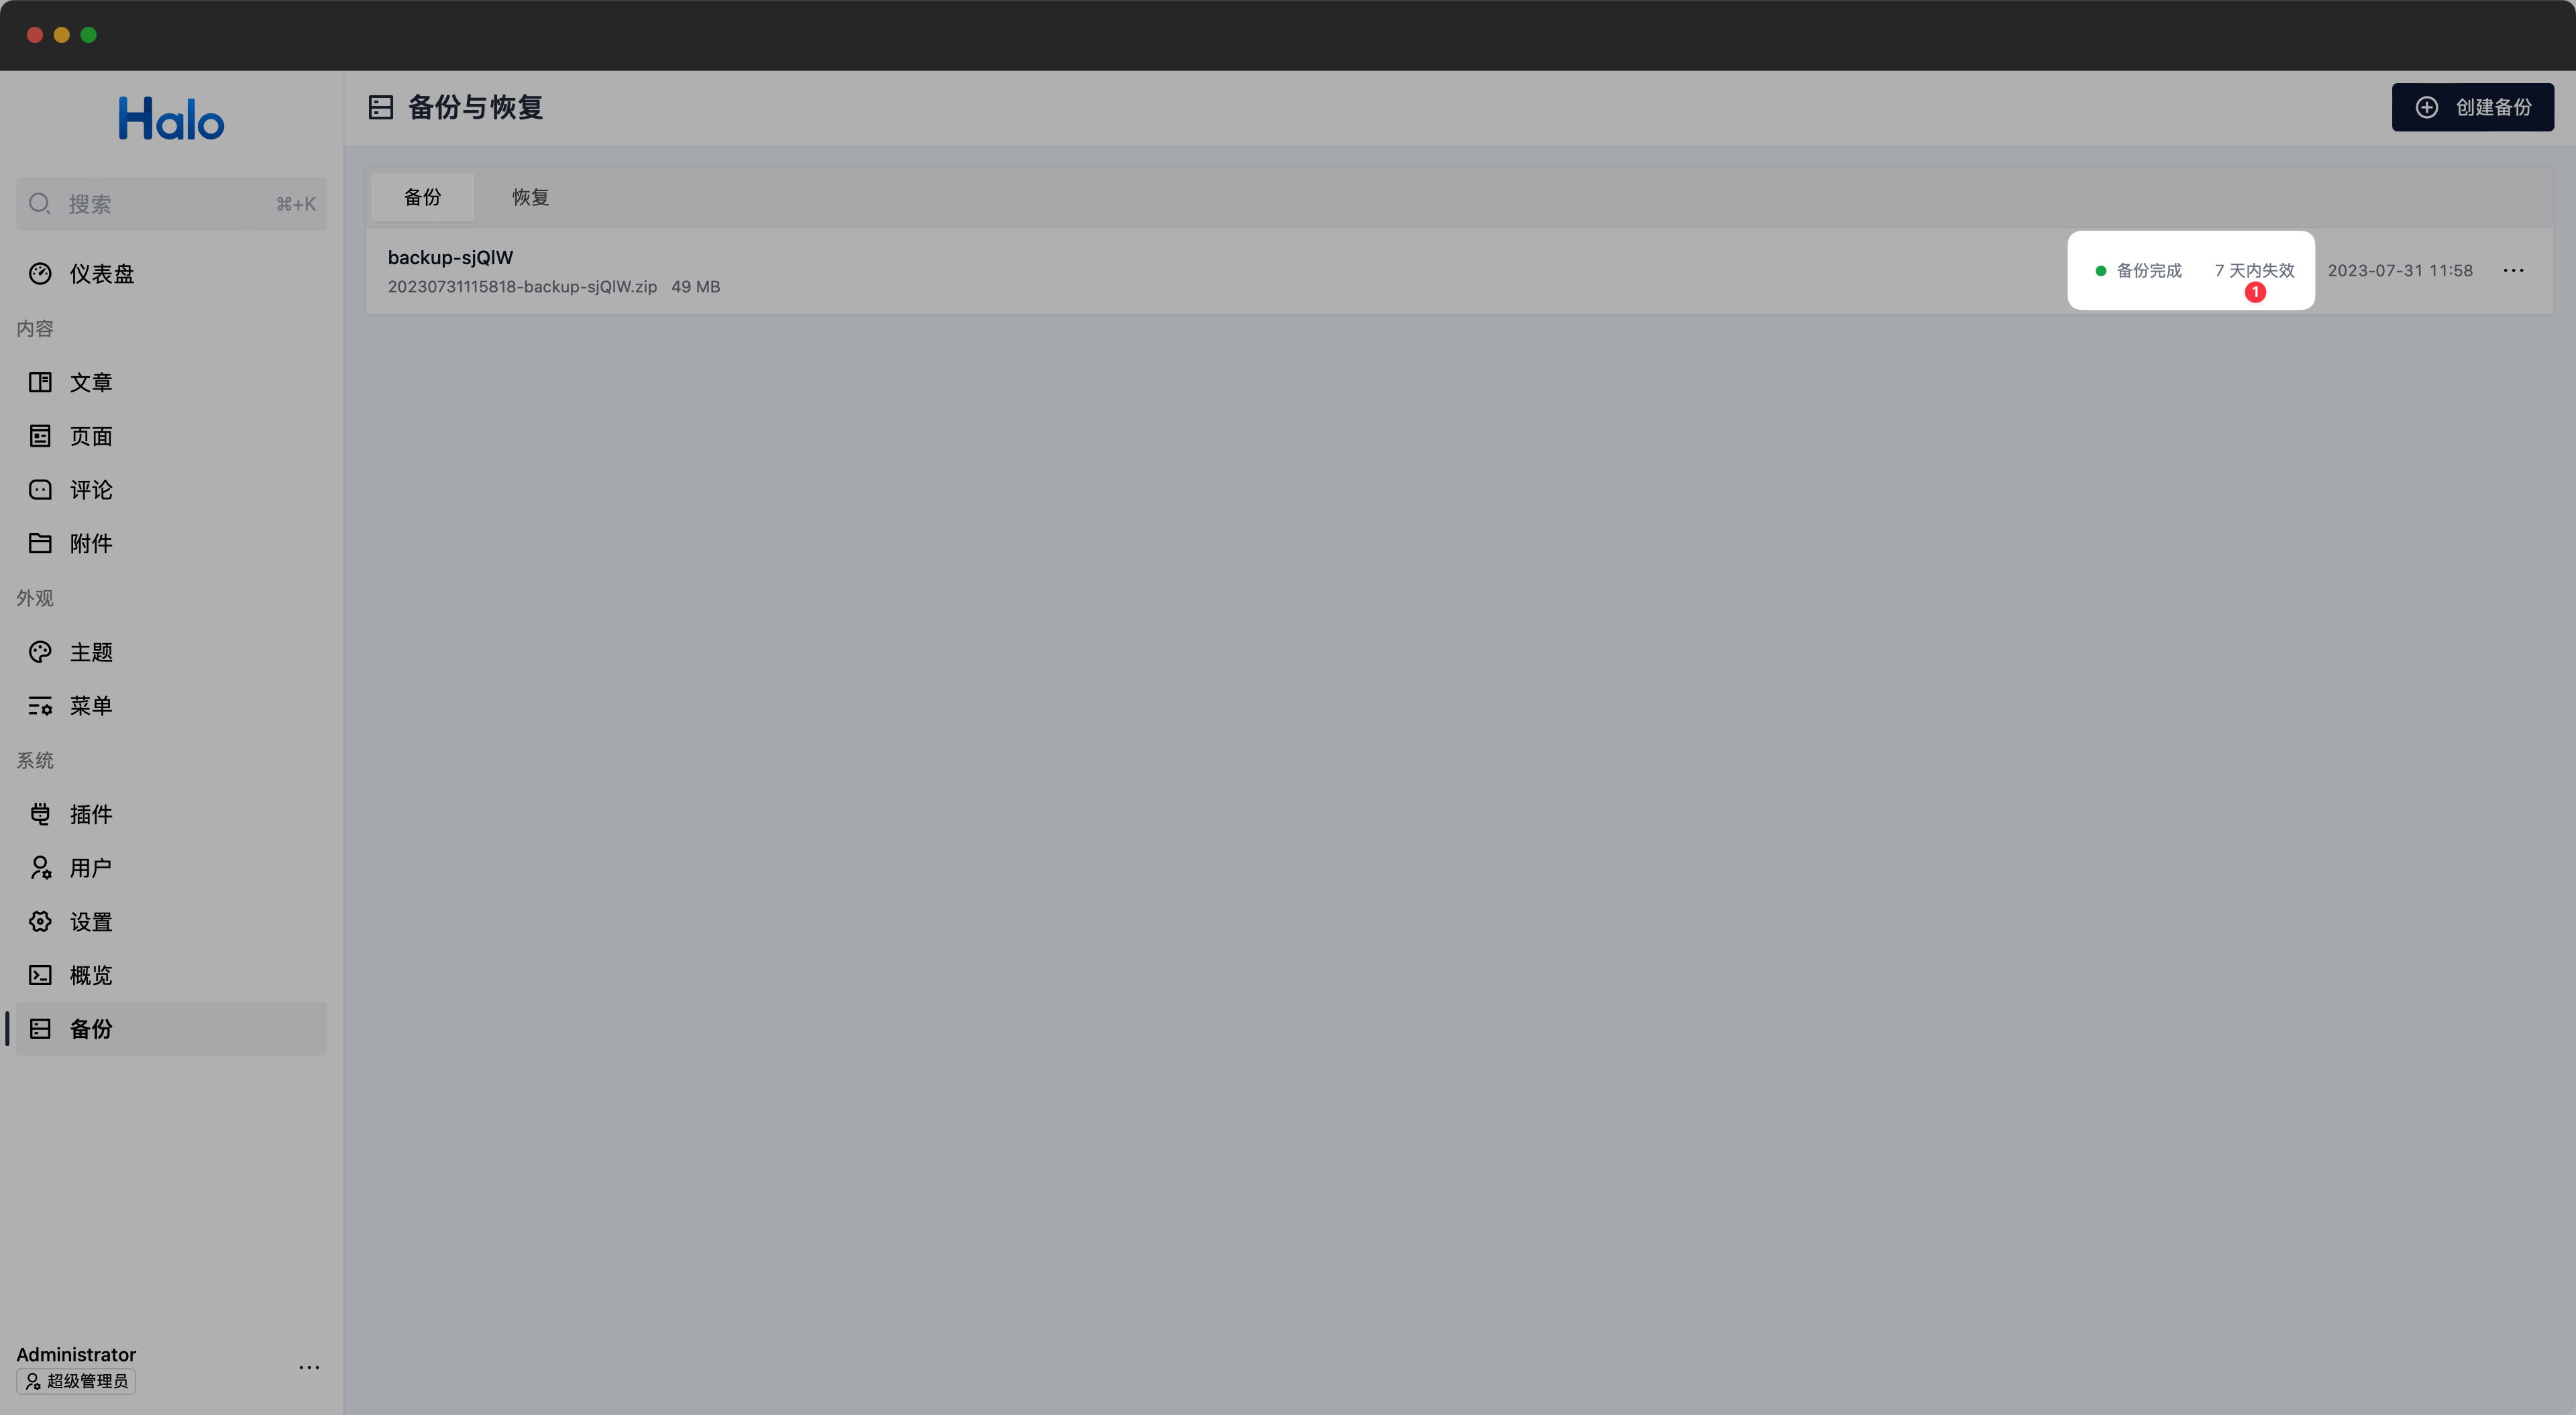 Halo
搜索 ⌘+K
仪表盘
内容
文章
页面
评论
附件
外观
主题
菜单
系统
插件
用户
设置
概览
备份
Administrator
超级管理员
备份与恢复
创建备份
备份 恢复
backup-sjQlW
20230731115818-backup-sjQlW.zip 49 MB
备份完成 7 天内失效 2023-07-31 11:58
1